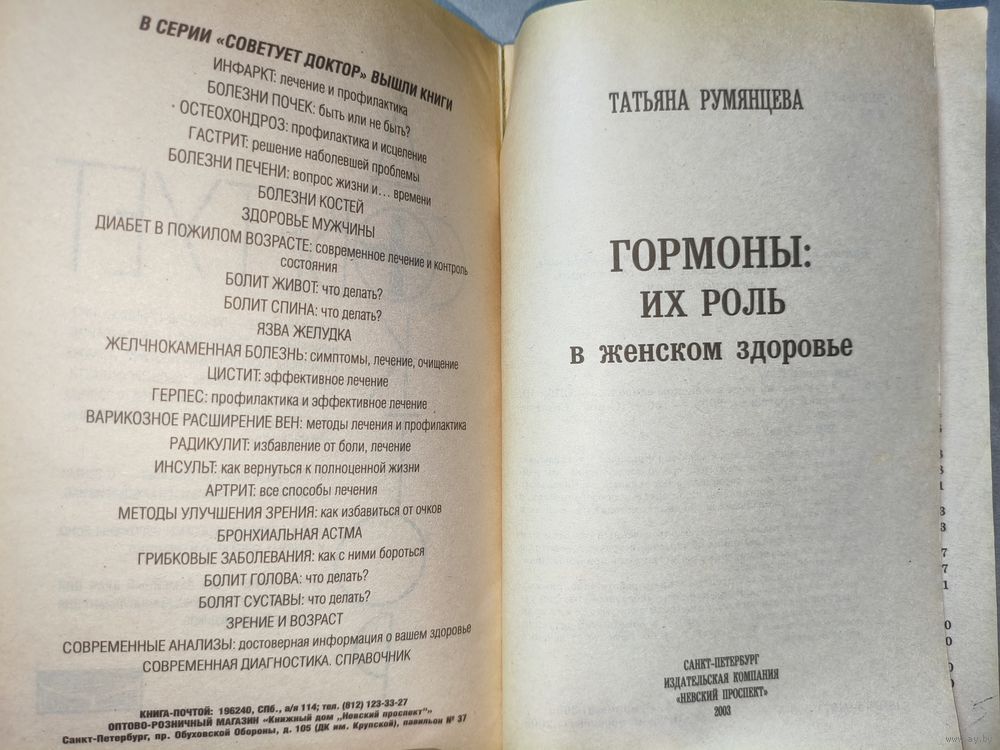 В СЕРИИ «СОВЕТУЕТ ДОКТОР» ВЫШЛИ КНИГИ
ИНФАРКТ: лечение и профилактика
БОЛЕЗНИ ПОЧЕК: быть или не быть?
ОСТЕОХОНДРОЗ: профилактика и исцеление
ГАСТРИТ: решение наболевшей проблемы
БОЛЕЗНИ ПЕЧЕНИ: вопрос жизни и... времени
БОЛЕЗНИ КОСТЕЙ
ЗДОРОВЬЕ МУЖЧИНЫ
ДИАБЕТ В ПОЖИЛОМ ВОЗРАСТЕ: современное лечение и контроль
состояния
БОЛИТ ЖИВОТ: что делать?
БОЛИТ СПИНА: что делать?
ЯЗВА ЖЕЛУДКА
ЖЕЛЧНОКАМЕННАЯ БОЛЕЗНЬ: симптомы, лечение, очищение
ЦИСТИТ: эффективное лечение
ГЕРПЕС: профилактика и эффективное лечение
ВАРИКОЗНОЕ РАСШИРЕНИЕ ВЕН: методы лечения и профилактика
РАДИКУЛИТ: избавление от боли, лечение
ИНСУЛЬТ: как вернуться к полноценной жизни
АРТРИТ: все способы лечения
МЕТОДЫ УЛУЧШЕНИЯ ЗРЕНИЯ: как избавиться от очков
БРОНХИАЛЬНАЯ АСТМА
ГРИБКОВЫЕ ЗАБОЛЕВАНИЯ: как с ними бороться
БОЛИТ ГОЛОВА: что делать?
БОЛЯТ СУСТАВЫ: что делать?
ЗРЕНИЕ И ВОЗРАСТ
СОВРЕМЕННЫЕ АНАЛИЗЫ: достоверная информация о вашем здоровье
СОВРЕМЕННАЯ ДИАГНОСТИКА. СПРАВОЧНИК
КНИГА-ПОЧТОЙ: 196240, СПб., а/я 114; тел. (812) 123-33-27
ОПТОВО-РОЗНИЧНЫЙ МАГАЗИН «Книжный дом „Невский проспект"»
Санкт-Петербург, пр. Обуховской Обороны, д. 105 (ДК им. Крупской), павильон № 37
ТАТЬЯНА РУМЯНЦЕВА
ГОРМОНЫ:
ИХ РОЛЬ
в женском здоровье
САНКТ-ПЕТЕРБУРГ
ИЗДАТЕЛЬСКАЯ КОМПАНИЯ
«НЕВСКИЙ ПРОСПЕКТ»
2003
www.ay.by